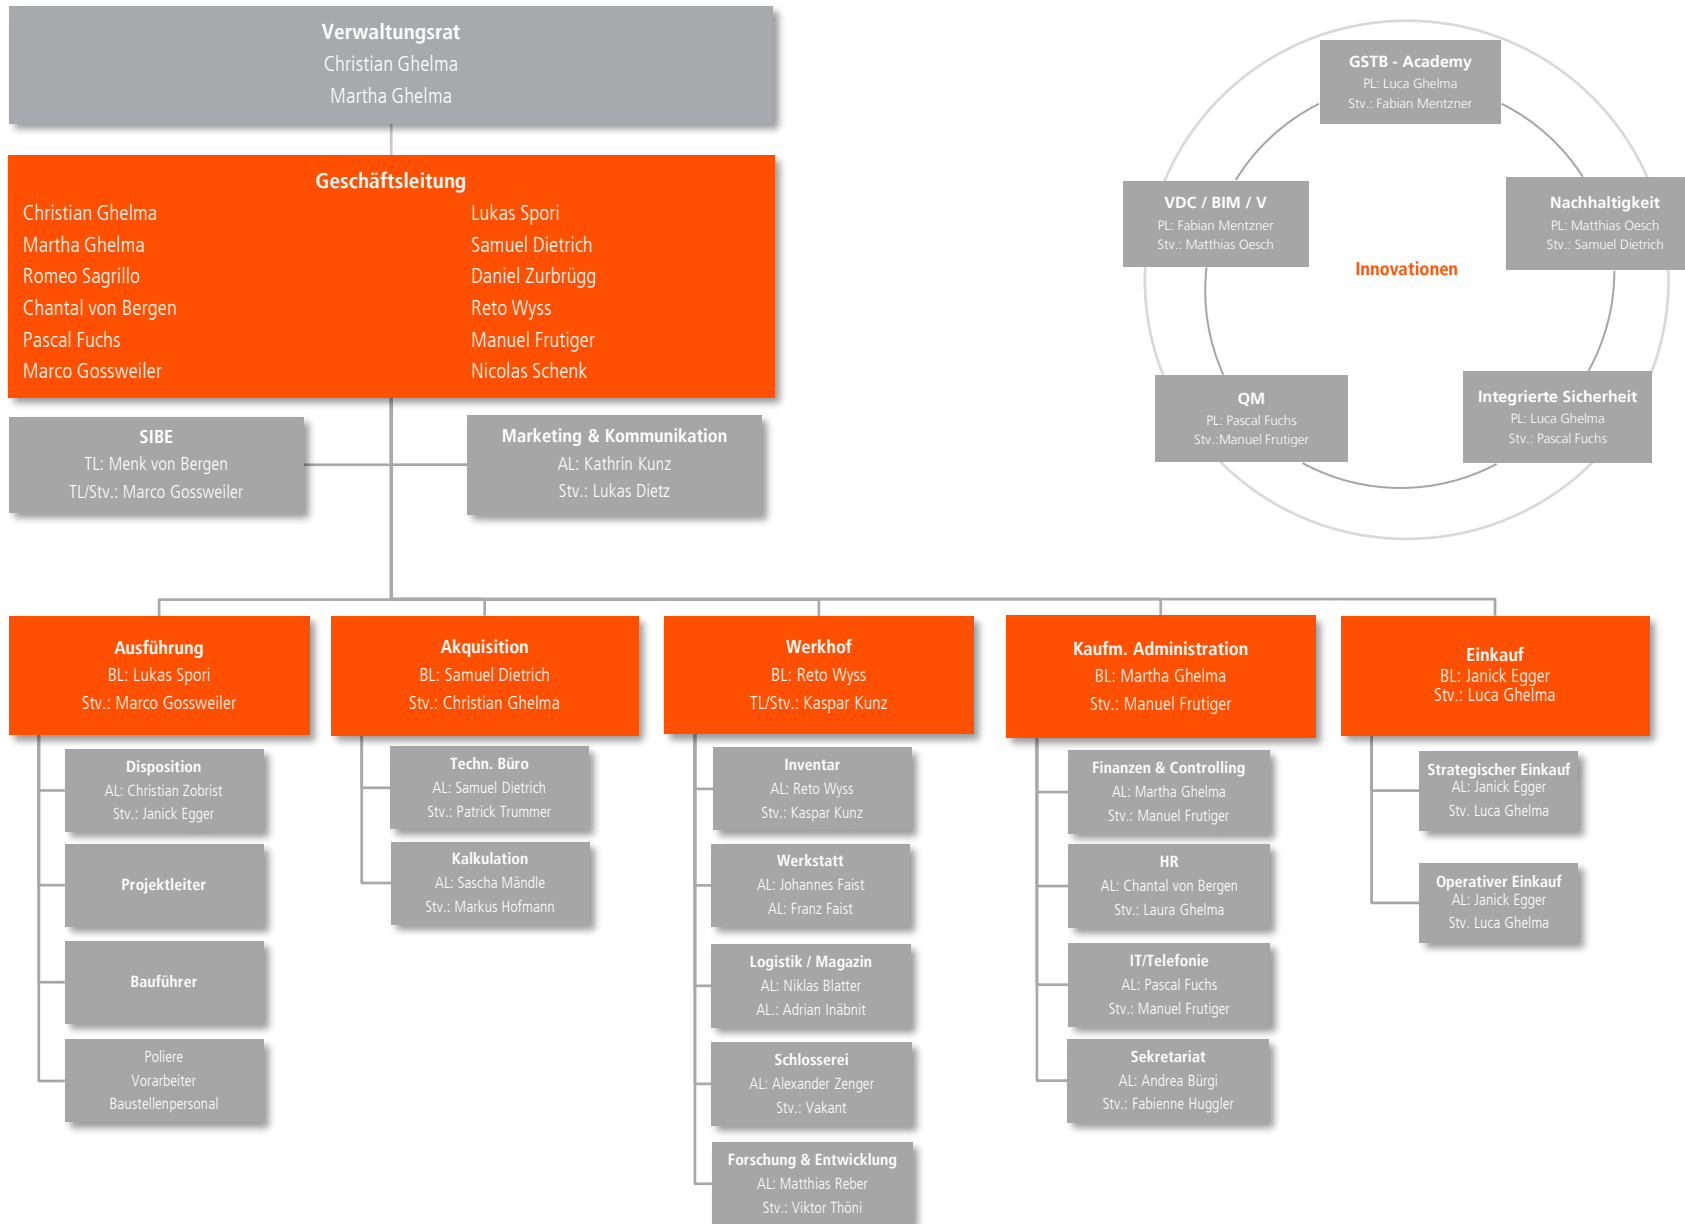 Verwaltungsrat
Christian Ghelma
Martha Ghelma
Geschäftsleitung
Christian Ghelma
Martha Ghelma
Romeo Sagrillo
Chantal von Bergen
Pascal Fuchs
Marco Gossweiler
Lukas Spori
Samuel Dietrich
Daniel Zurbrügg
Reto Wyss
Manuel Frutiger
Nicolas Schenk
SIBE
TL: Menk von Bergen
TL/Stv.: Marco Gossweiler
Marketing & Kommunikation
AL: Kathrin Kunz
Stv.: Lukas Dietz
GSTB - Academy
PL: Luca Ghelma
Stv.: Fabian Mentzner
VDC / BIM / V
PL: Fabian Mentzner
Stv.: Matthias Oesch
Nachhaltigkeit
PL: Matthias Oesch
Stv.: Samuel Dietrich
Innovationen
QM
PL: Pascal Fuchs
Stv.:Manuel Frutiger
Integrierte Sicherheit
PL: Luca Ghelma
Stv.: Pascal Fuchs
Ausführung
BL: Lukas Spori
Stv.: Marco Gossweiler
Disposition
AL: Christian Zobrist
Stv.: Janick Egger
Projektleiter
Bauführer
Poliere
Vorarbeiter
Baustellenpersonal
Akquisition
BL: Samuel Dietrich
Stv.: Christian Ghelma
Techn. Büro
AL: Samuel Dietrich
Stv.: Patrick Trummer
Kalkulation
AL: Sascha Mändle
Stv.: Markus Hofmann
Werkhof
BL: Reto Wyss
TL/Stv.: Kaspar Kunz
Inventar
AL: Reto Wyss
Stv.: Kaspar Kunz
Werkstatt
AL: Johannes Faist
AL: Franz Faist
Logistik / Magazin
AL: Niklas Blatter
AL.: Adrian Inäbnit
Schlosserei
AL: Alexander Zenger
Stv.: Vakant
Forschung & Entwicklung
AL: Matthias Reber
Stv.: Viktor Thöni
Kaufm. Administration
BL: Martha Ghelma
Stv.: Manuel Frutiger
Finanzen & Controlling
AL: Martha Ghelma
Stv.: Manuel Frutiger
HR
AL: Chantal von Bergen
Stv.: Laura Ghelma
IT/Telefonie
AL: Pascal Fuchs
Stv.: Manuel Frutiger
Sekretariat
AL: Andrea Bürgi
Stv.: Fabienne Huggler
Einkauf
BL: Janick Egger
Stv.: Luca Ghelma
Strategischer Einkauf
AL: Janick Egger
Stv. Luca Ghelma
Operativer Einkauf
AL: Janick Egger
Stv. Luca Ghelma